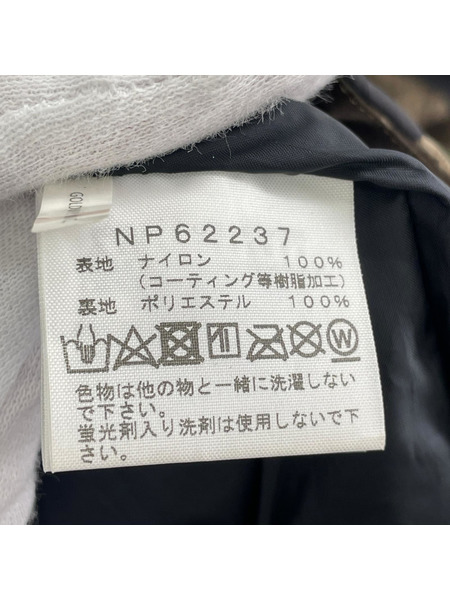 GOLDW
NP62237
表地 ナイロン 100%
(コーティング等樹脂加工)
裏地 ポリエステル 100%
W
色物は他の物と一緒に洗濯しない
で下さい。
蛍光剤入り洗剤は使用しないで下
さい。